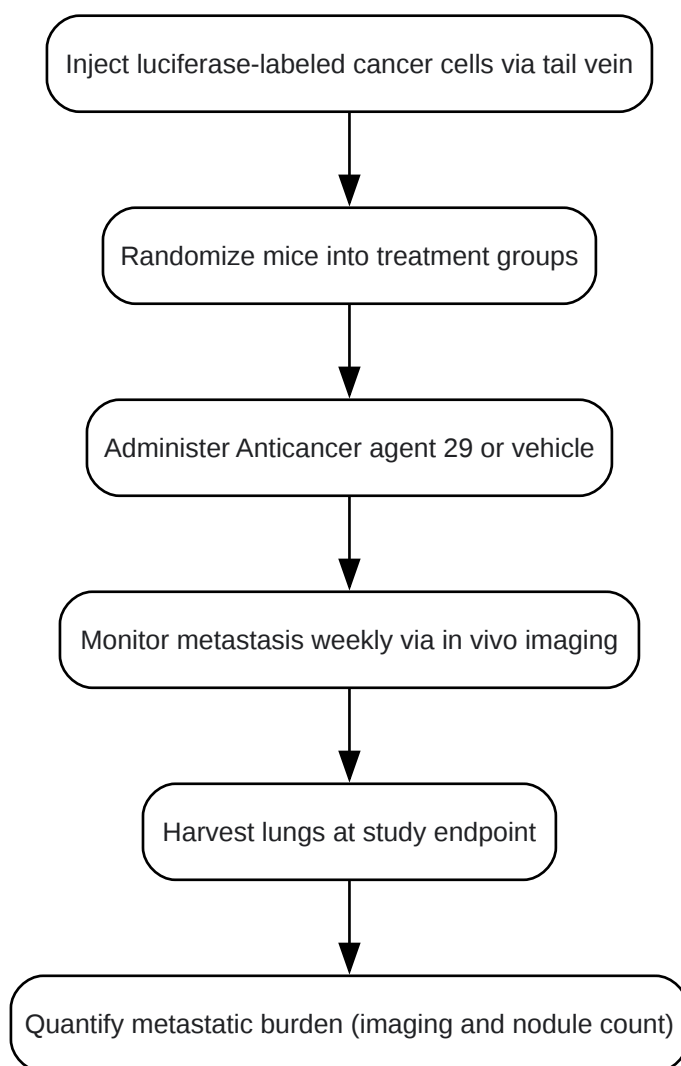 Inject luciferase-labeled cancer cells via tail vein
Randomize mice into treatment groups
Administer Anticancer agent 29 or vehicle
Monitor metastasis weekly via in vivo imaging
Harvest lungs at study endpoint
Quantify metastatic burden (imaging and nodule count)